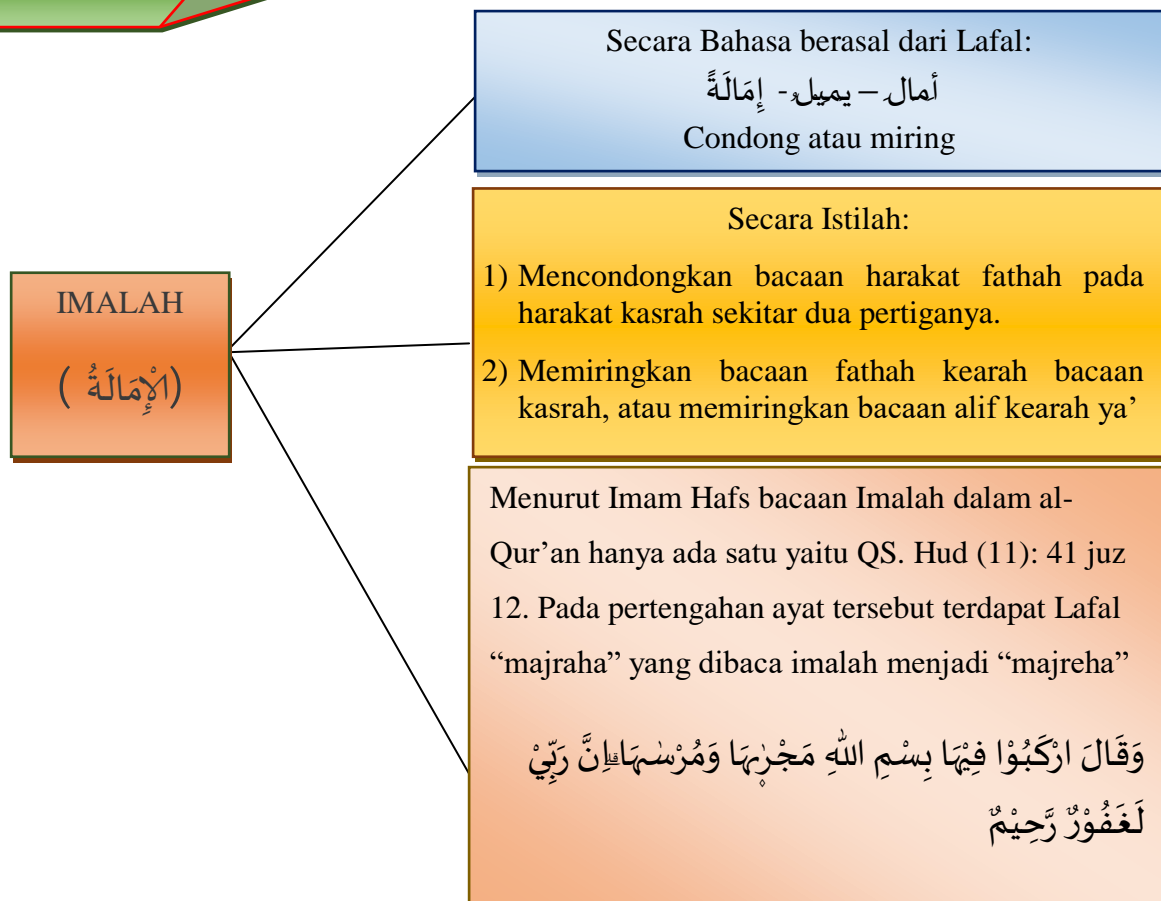 Secara Bahasa berasal dari Lafal:
أمال – يميل - إِمَالَةً
Condong atau miring
Secara Istilah:
1) Mencondongkan bacaan harakat fathah pada
harakat kasrah sekitar dua pertiganya.
2) Memiringkan bacaan fathah kearah bacaan
kasrah, atau memiringkan bacaan alif kearah ya’
IMALAH
(الْإِمَالَةُ )
Menurut Imam Hafs bacaan Imalah dalam al-
Qur’an hanya ada satu yaitu QS. Hud (11): 41 juz
12. Pada pertengahan ayat tersebut terdapat Lafal
“majraha” yang dibaca imalah menjadi “majreha”
وَقَالَ ارْكَبُوْا فِيْهَا بِسْمِ اللّٰهِ مَجْرٰ۪ىهَا وَمُرْسٰىهَاۗ اِنَّ رَبِّيْ
لَغَفُوْرٌ رَّحِيْمٌ